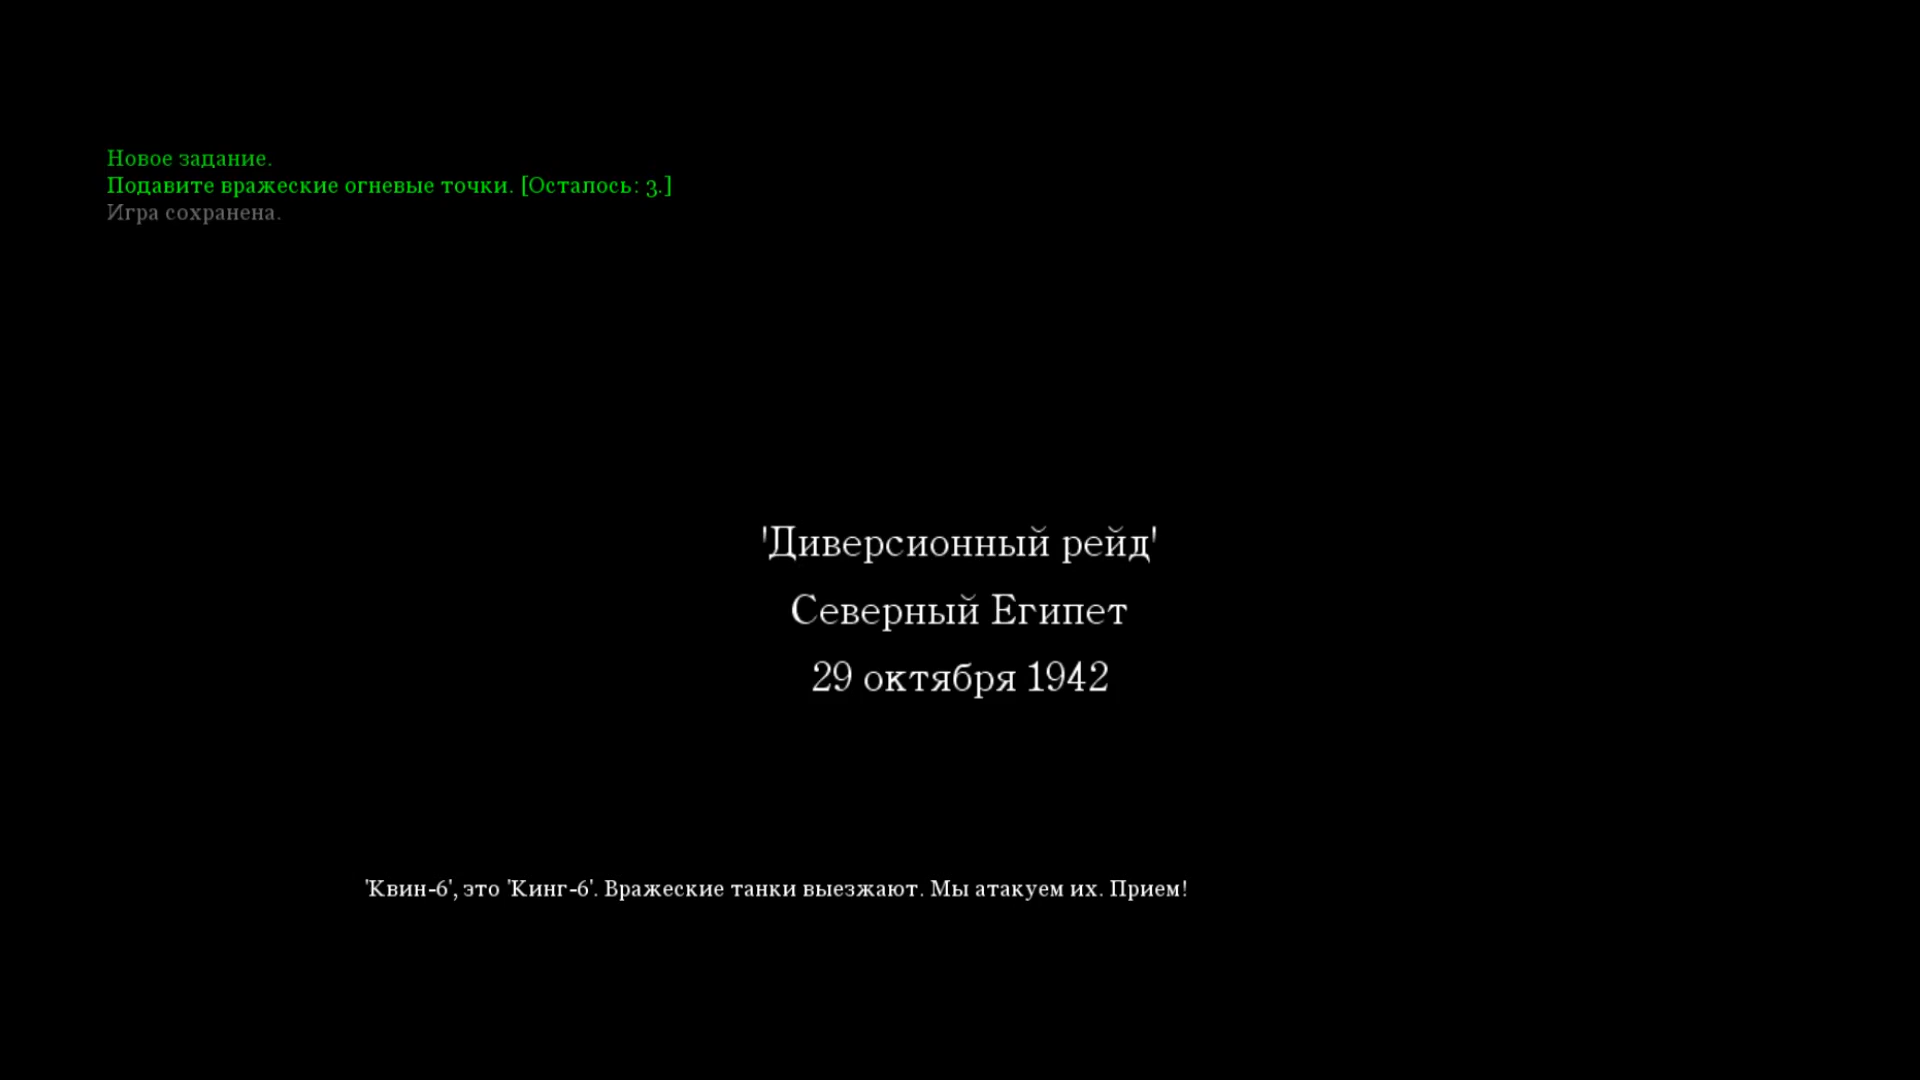 Новое задание.
Подавите вражеские огневые точки. [Осталось: 3.]
Игра сохранена.
'Диверсионный рейд'
Северный Египет
29 октября 1942
'Квин-6', это 'Кинг-6'. Вражеские танки выезжают. Мы атакуем их. Прием!